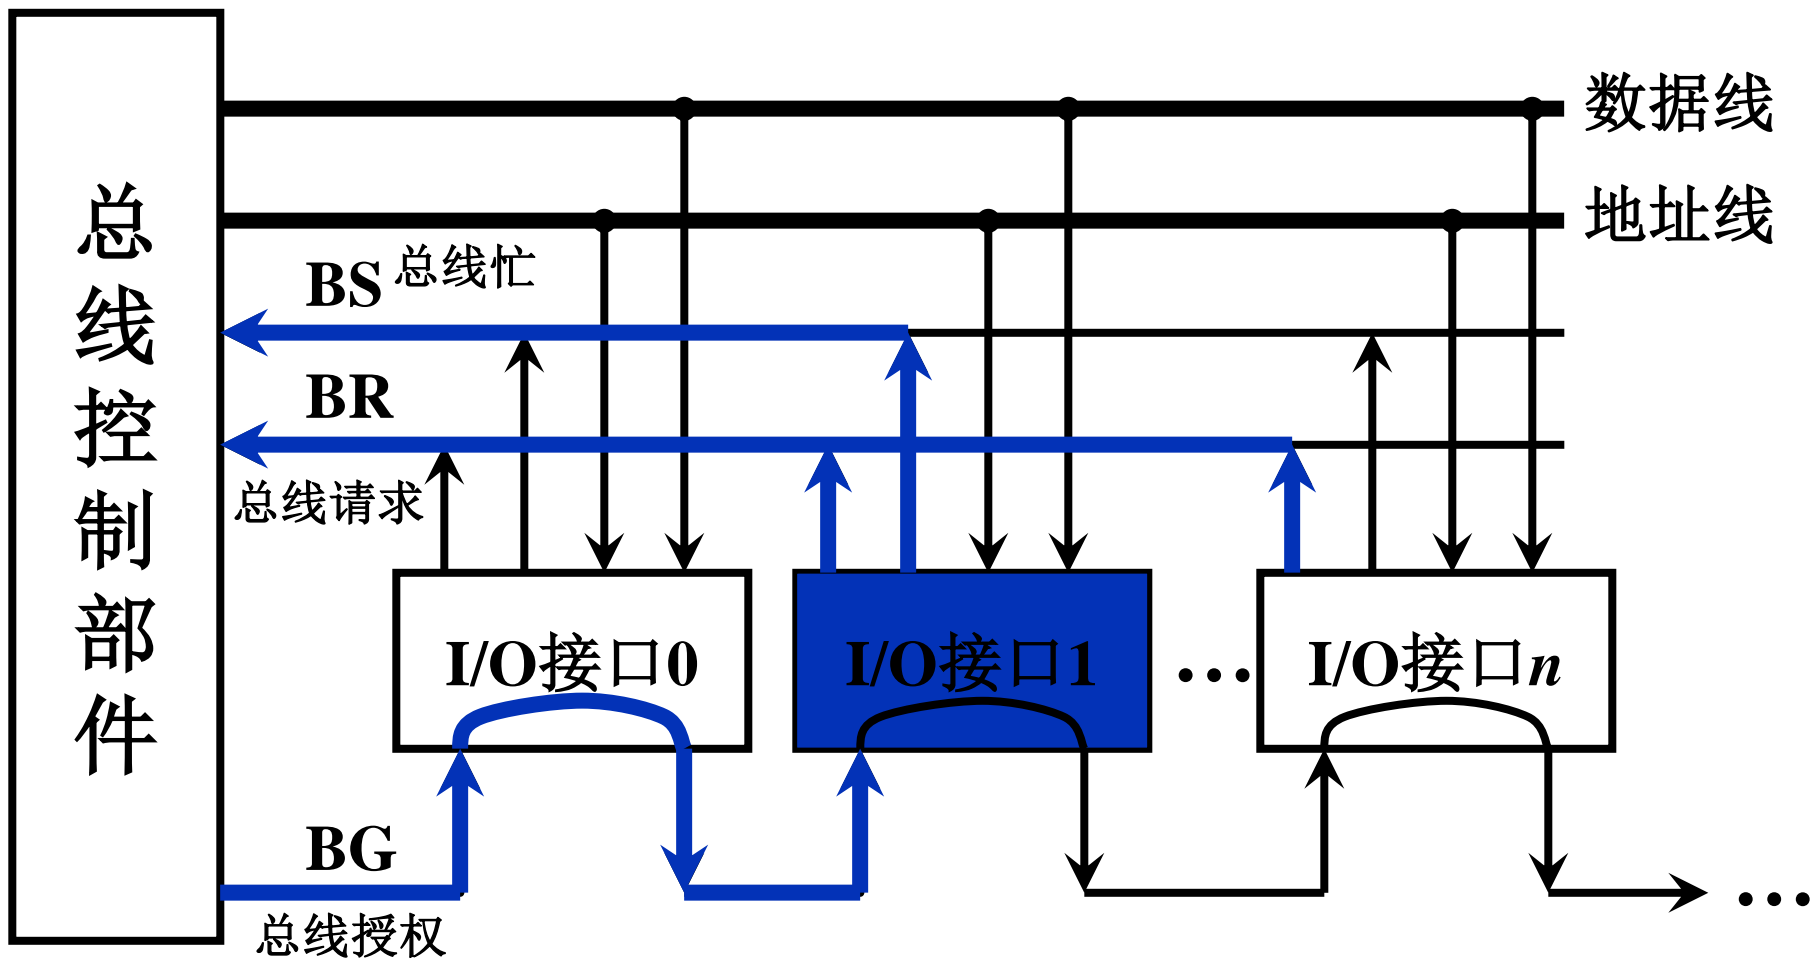 总线控制部件
数据线
地址线
BS 总线忙
BR
总线请求
I/O接口0
I/O接口1
...
I/O接口n
BG
总线授权
...